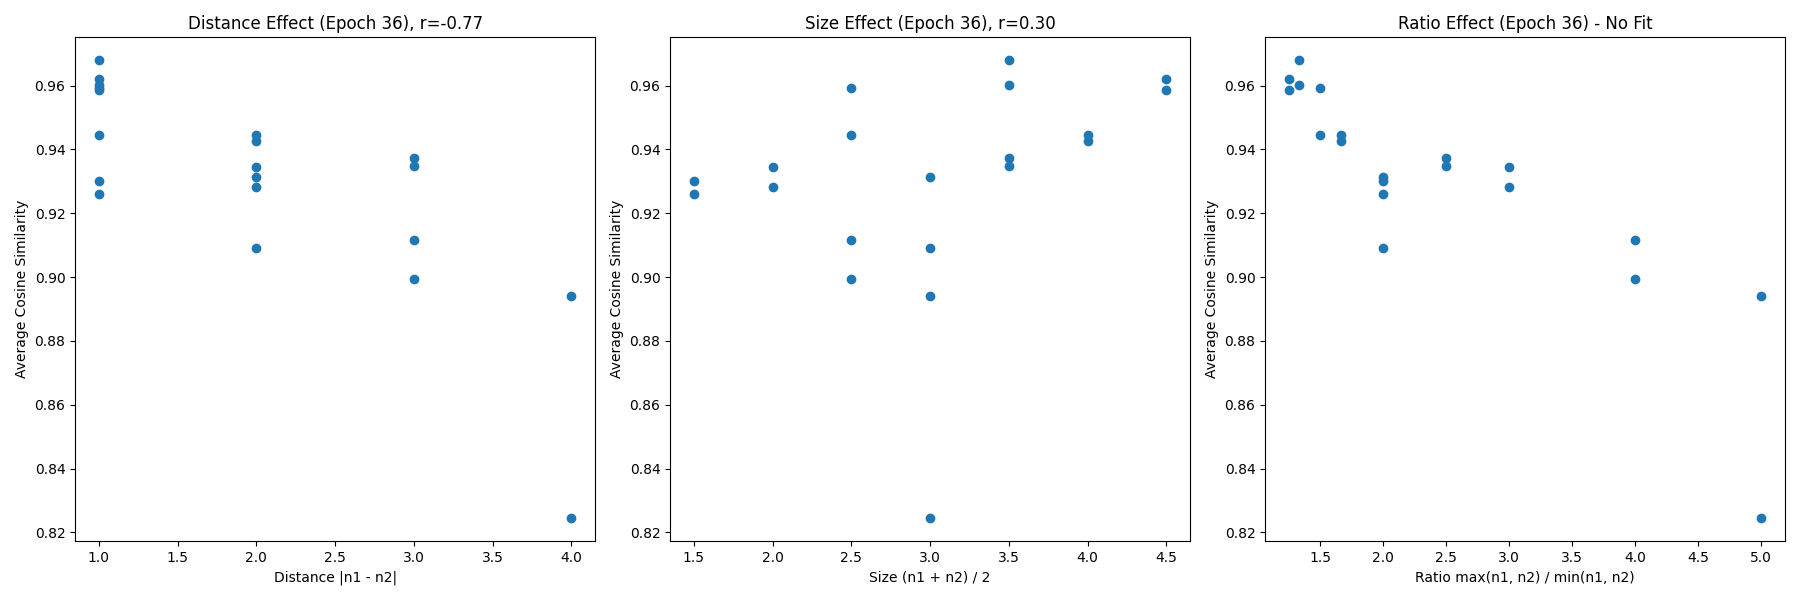 Distance Effect (Epoch 36), r=-0.77
Average Cosine Similarity
0.96
0.94
0.92
0.90
0.88
0.86
0.84
0.82
1.0 1.5 2.0 2.5 3.0 3.5 4.0
Distance |n1 - n2|
Size Effect (Epoch 36), r=0.30
Average Cosine Similarity
0.96
0.94
0.92
0.90
0.88
0.86
0.84
0.82
1.5 2.0 2.5 3.0 3.5 4.0 4.5
Size (n1 + n2) / 2
Ratio Effect (Epoch 36) - No Fit
Average Cosine Similarity
0.96
0.94
0.92
0.90
0.88
0.86
0.84
0.82
1.5 2.0 2.5 3.0 3.5 4.0 4.5 5.0
Ratio max(n1, n2) / min(n1, n2)